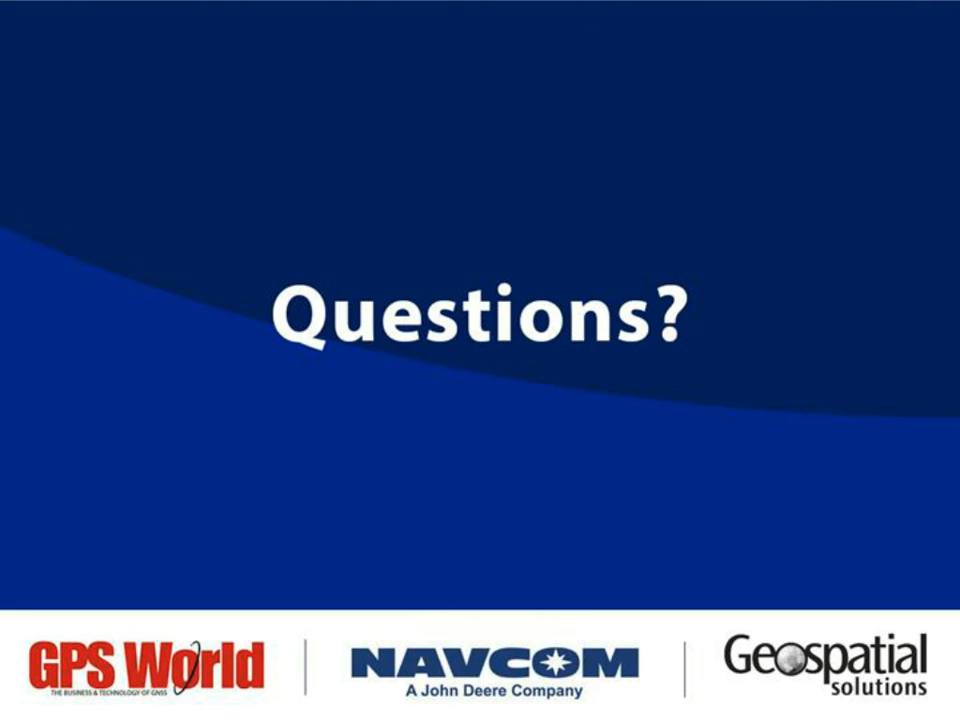 Questions?
GPS World
THE BUSINESS & TECHNOLOGY OF GNSS
NAVCOM
A John Deere Company
Geospatial
solutions